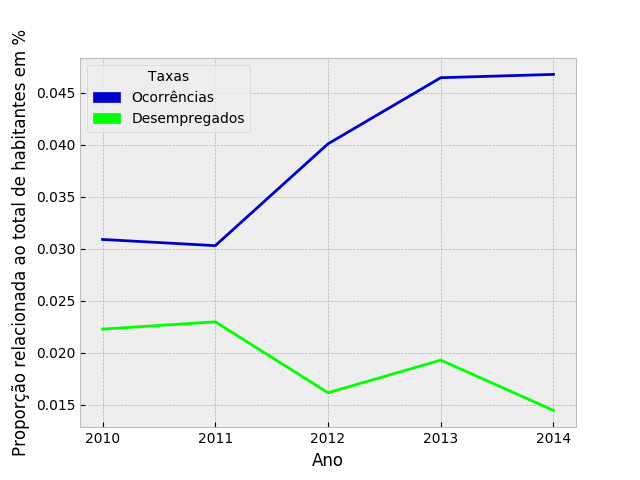 Taxas
Ocorrências
Desempregados
Proporção relacionada ao total de habitantes em %
0.045
0.040
0.035
0.030
0.025
0.020
0.015
2010 2011 2012 2013 2014
Ano